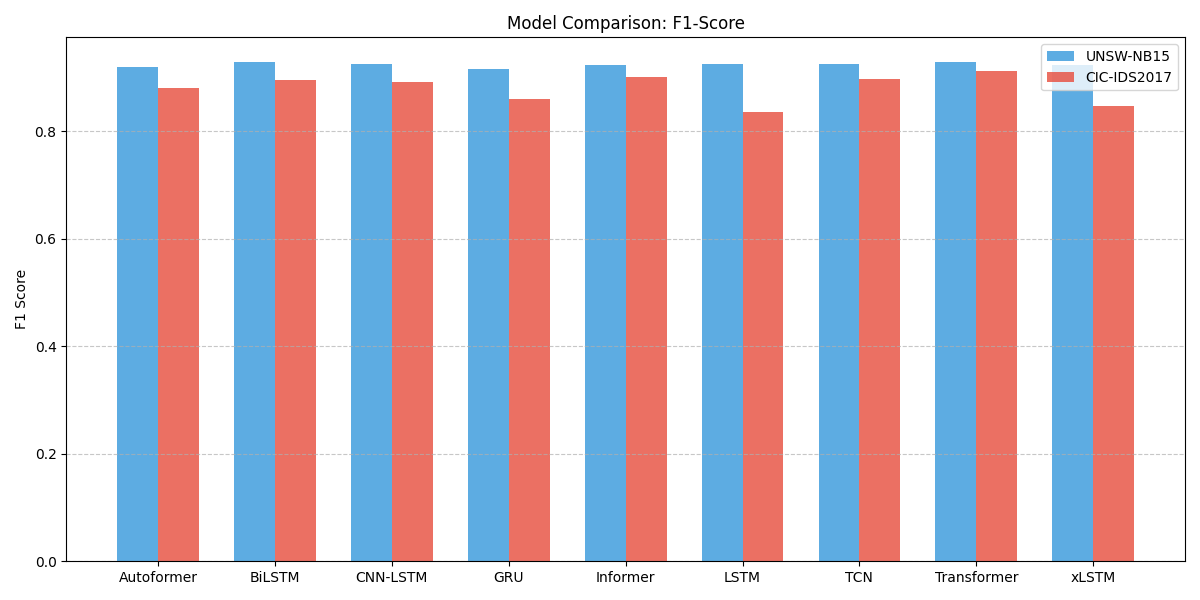 Model Comparison: F1-Score
UNSW-NB15
CIC-IDS2017
F1 Score
0.8
0.6
0.4
0.2
0.0
Autoformer BiLSTM CNN-LSTM GRU Informer LSTM TCN Transformer xLSTM